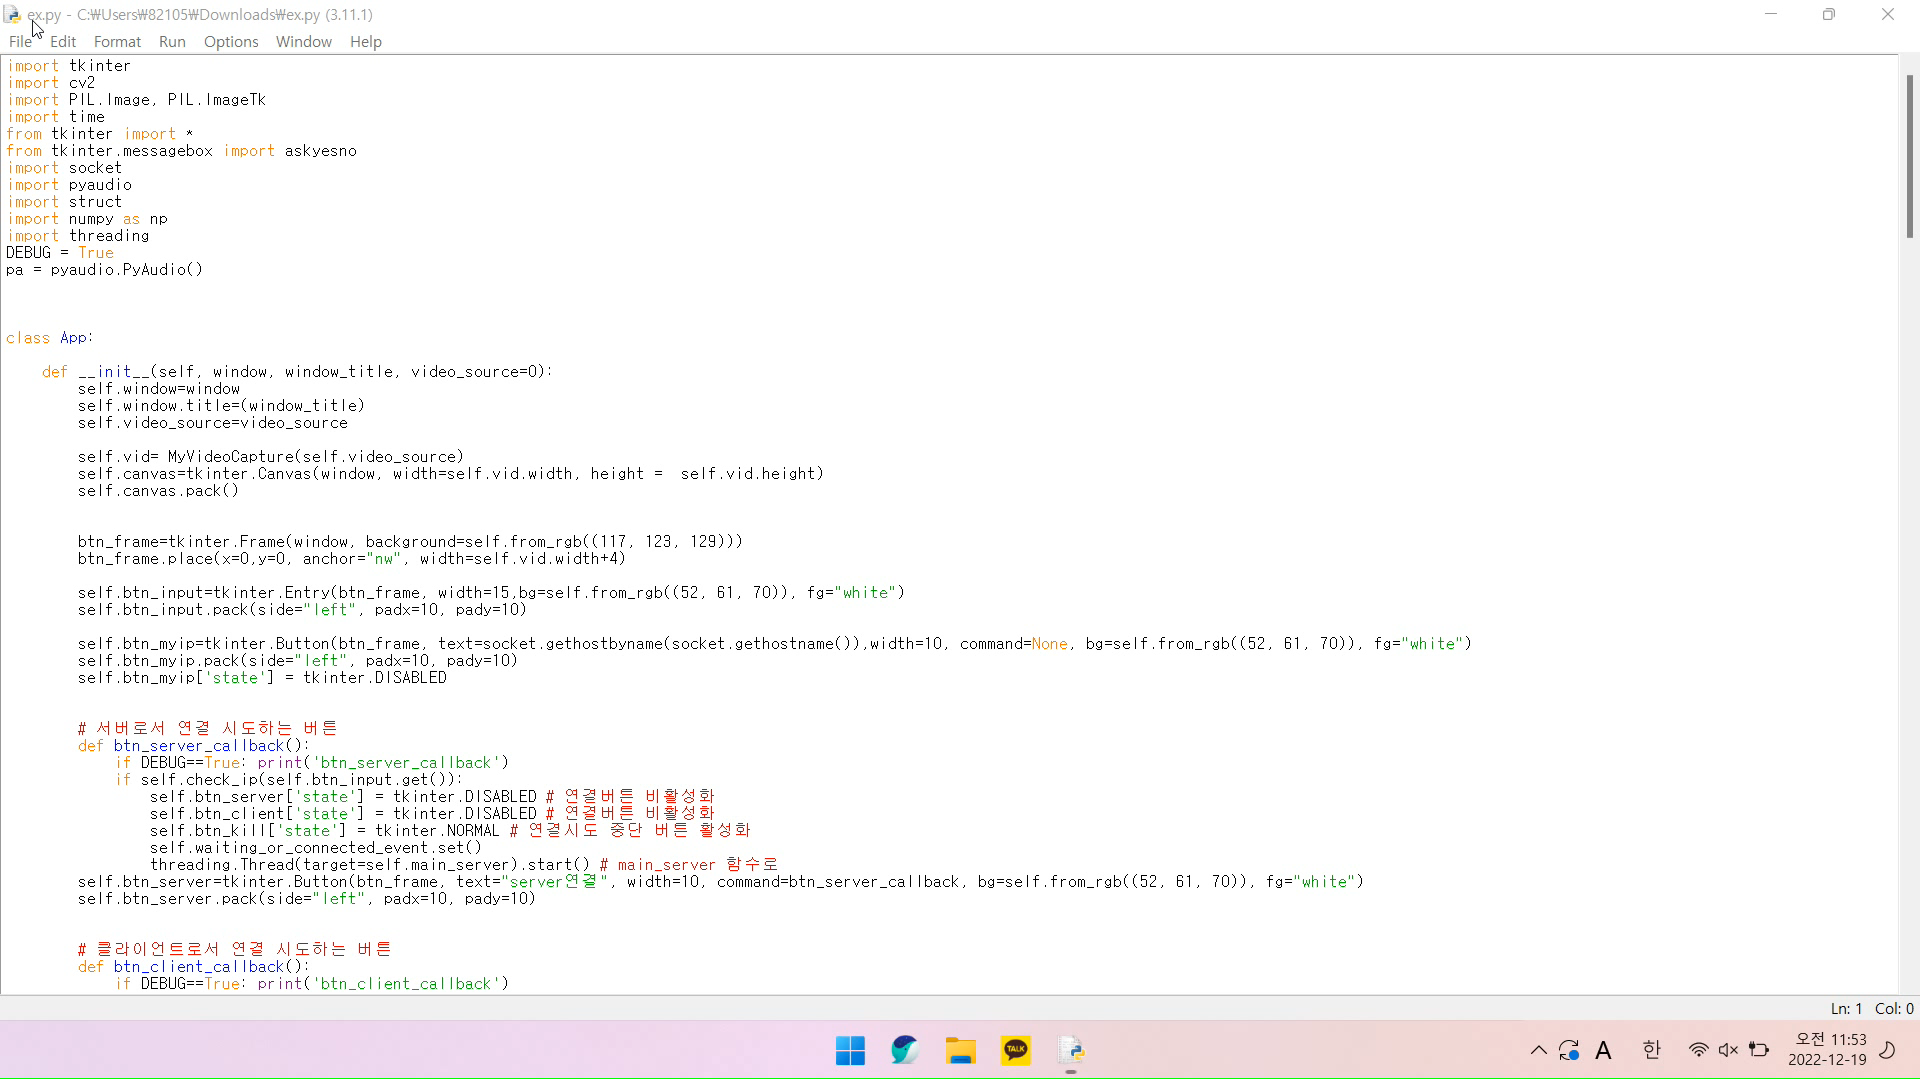 ex.py - C:₩Users₩82105₩Downloads₩ex.py (3.11.1)
File Edit Format Run Options Window Help
import tkinter
import cv2
import PIL.Image, PIL.ImageTk
import time
from tkinter import *
from tkinter.messagebox import askyesno
import socket
import pyaudio
import struct
import numpy as np
import threading
DEBUG = True
pa = pyaudio.PyAudio()
class App:
    def __init__(self, window, window_title, video_source=0):
        self.window=window
        self.window.title=(window_title)
        self.video_source=video_source
        self.vid= MyVideoCapture(self.video_source)
        self.canvas=tkinter.Canvas(window, width=self.vid.width, height =  self.vid.height)
        self.canvas.pack()
        btn_frame=tkinter.Frame(window, background=self.from_rgb((117, 123, 129)))
        btn_frame.place(x=0,y=0, anchor="nw", width=self.vid.width+4)
        self.btn_input=tkinter.Entry(btn_frame, width=15,bg=self.from_rgb((52, 61, 70)), fg="white")
        self.btn_input.pack(side="left", padx=10, pady=10)
        self.btn_myip=tkinter.Button(btn_frame, text=socket.gethostbyname(socket.gethostname()),width=10, command=None, bg=self.from_rgb((52, 61, 70)), fg="white")
        self.btn_myip.pack(side="left", padx=10, pady=10)
        self.btn_myip['state'] = tkinter.DISABLED
        # 서버로서 연결 시도하는 버튼
        def btn_server_callback():
            if DEBUG==True: print('btn_server_callback')
            if self.check_ip(self.btn_input.get()):
                self.btn_server['state'] = tkinter.DISABLED # 연결버튼 비활성화
                self.btn_client['state'] = tkinter.DISABLED # 연결버튼 비활성화
                self.btn_kill['state'] = tkinter.NORMAL # 연결시도 중단 버튼 활성화
                self.waiting_or_connected_event.set()
                threading.Thread(target=self.main_server).start() # main_server 함수로
        self.btn_server=tkinter.Button(btn_frame, text="server연결", width=10, command=btn_server_callback, bg=self.from_rgb((52, 61, 70)), fg="white")
        self.btn_server.pack(side="left", padx=10, pady=10)
        # 클라이언트로서 연결 시도하는 버튼
        def btn_client_callback():
            if DEBUG==True: print('btn_client_callback')
Ln: 1 Col: 0
TALK
A 한
오전 11:53
2022-12-19